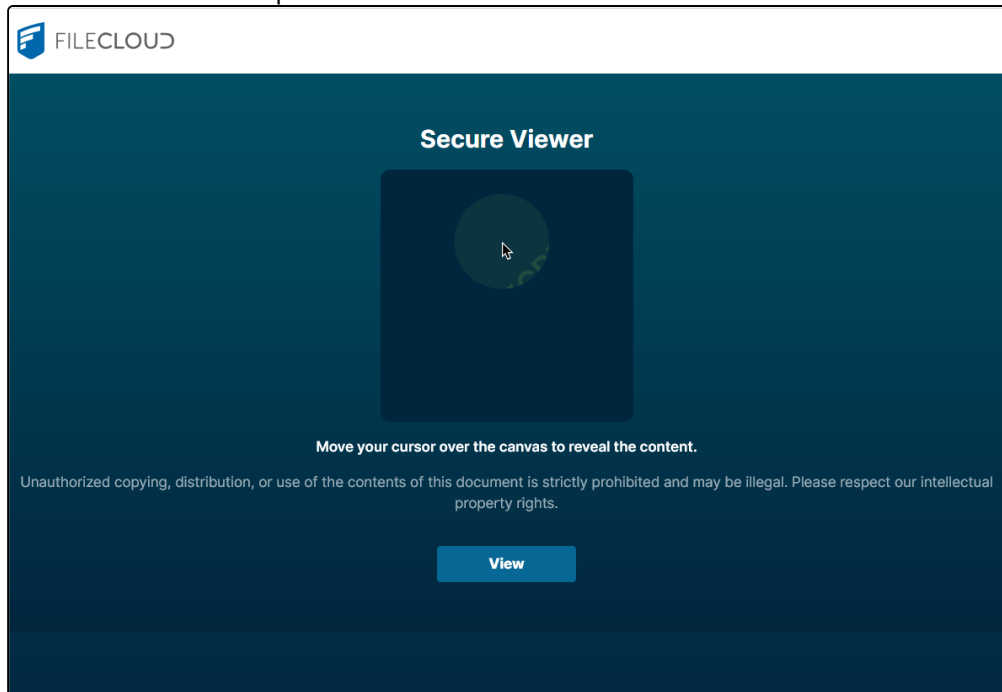 FILECLOUD
Secure Viewer
Move your cursor over the canvas to reveal the content.
Unauthorized copying, distribution, or use of the contents of this document is strictly prohibited and may be illegal. Please respect our intellectual
property rights.
View